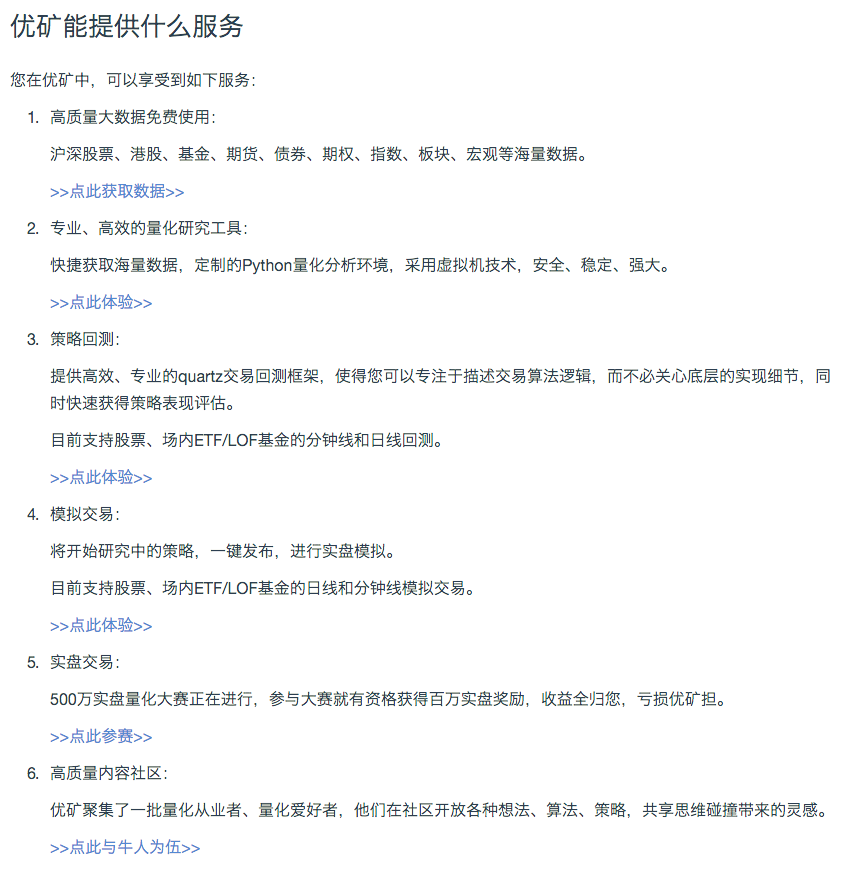 优矿能提供什么服务
您在优矿中，可以享受到如下服务：
1. 高质量大数据免费使用：
沪深股票、港股、基金、期货、债券、期权、指数、板块、宏观等海量数据。
>>点此获取数据>>
2. 专业、高效的量化研究工具：
快捷获取海量数据，定制的Python量化分析环境，采用虚拟机技术，安全、稳定、强大。
>>点此体验>>
3. 策略回测：
提供高效、专业的quartz交易回测框架，使得您可以专注于描述交易算法逻辑，而不必关心底层的实现细节，同
时快速获得策略表现评估。
目前支持股票、场内ETF/LOF基金的分钟线和日线回测。
>>点此体验>>
4. 模拟交易：
将开始研究中的策略，一键发布，进行实盘模拟。
目前支持股票、场内ETF/LOF基金的日线和分钟线模拟交易。
>>点此体验>>
5. 实盘交易：
500万实盘量化大赛正在进行，参与大赛就有资格获得百万实盘奖励，收益全归您，亏损优矿担。
>>点此参赛>>
6. 高质量内容社区：
优矿聚集了一批量化从业者、量化爱好者，他们在社区开放各种想法、算法、策略，共享思维碰撞带来的灵感。
>>点此与牛人为伍>>